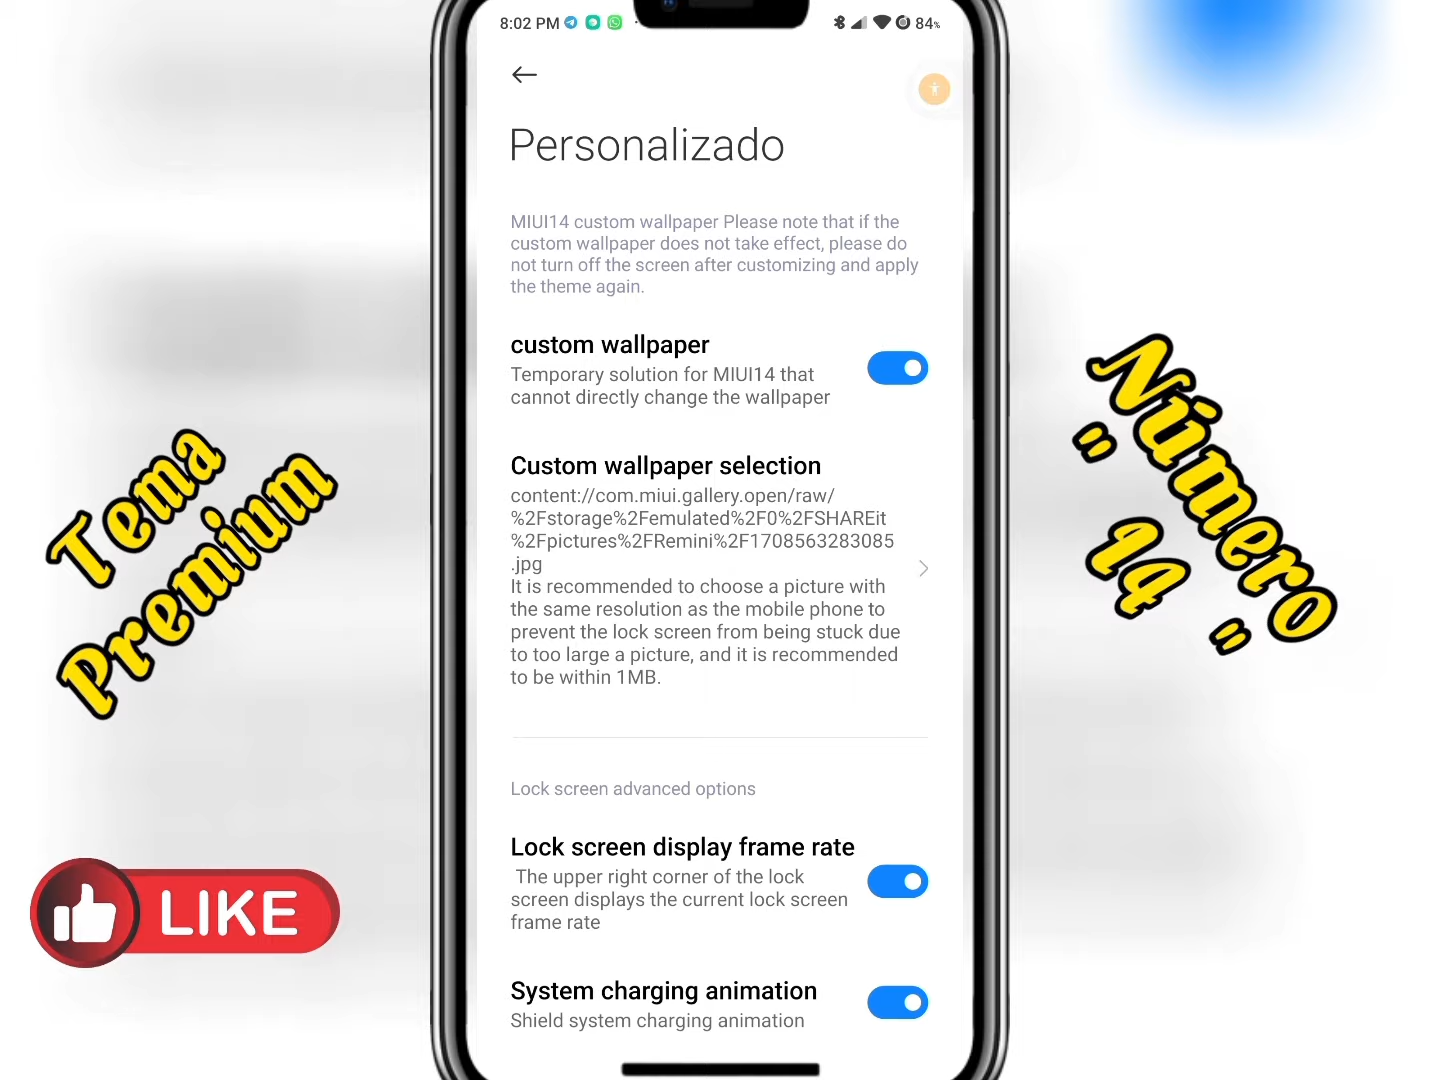 8:02 PM
84%
Personalizado
MIUI14 custom wallpaper Please note that if the
custom wallpaper does not take effect, please do
not turn off the screen after customizing and apply
the theme again.
custom wallpaper
Temporary solution for MIUI14 that
cannot directly change the wallpaper
Custom wallpaper selection
content://com.miui.gallery.open/raw/
%2Fstorage%2Femulated%2F0%2FSHAREit
%2Fpictures%2FRemini%2F1708563283085
.jpg
It is recommended to choose a picture with
the same resolution as the mobile phone to
prevent the lock screen from being stuck due
to too large a picture, and it is recommended
to be within 1MB.
Lock screen advanced options
Lock screen display frame rate
The upper right corner of the lock
screen displays the current lock screen
frame rate
System charging animation
Shield system charging animation
Tema
Premium
LIKE
Número
"14"